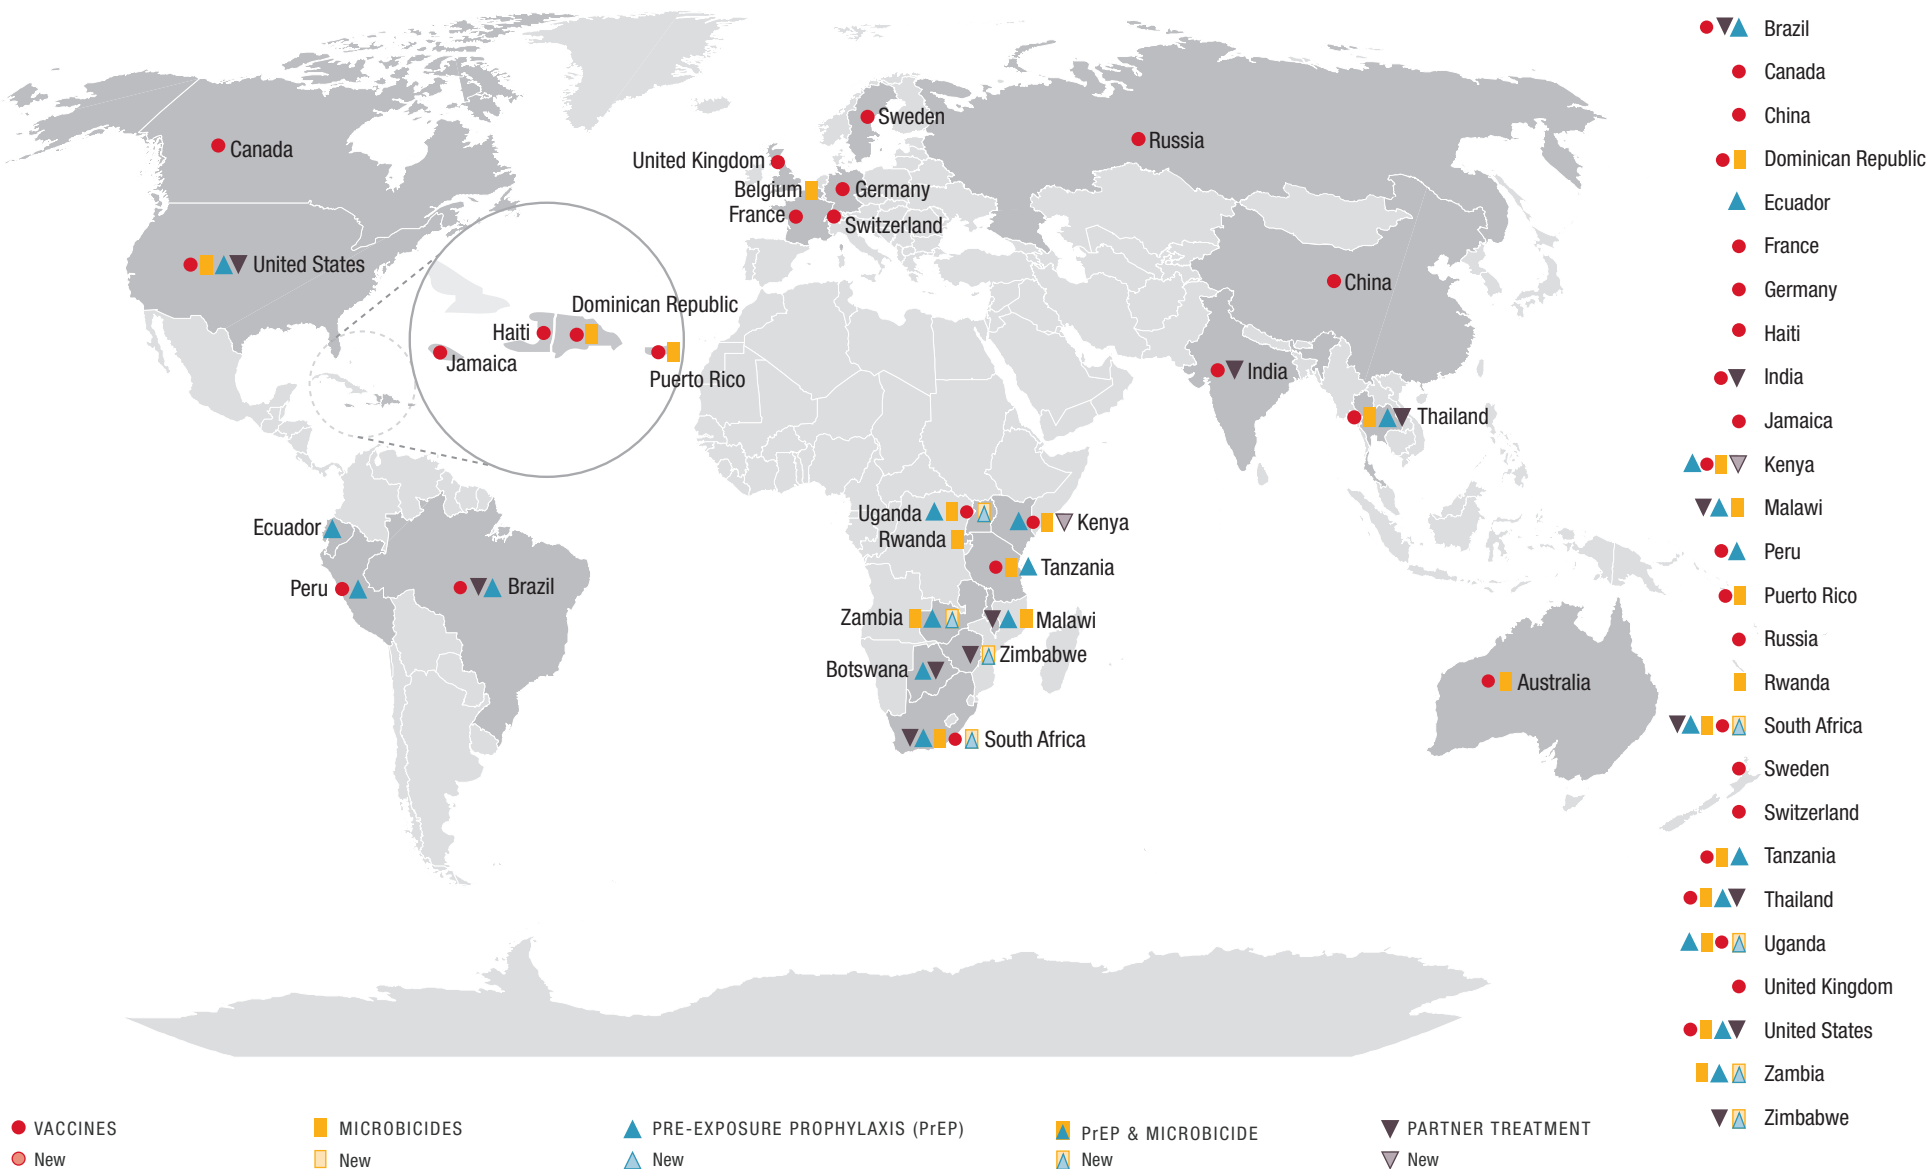 Canada
United States
Sweden
United Kingdom
Belgium
Germany
France
Switzerland
Russia
China
Dominican Republic
Haiti
Jamaica
Puerto Rico
India
Thailand
Ecuador
Peru
Brazil
Uganda
Kenya
Rwanda
Tanzania
Zambia
Malawi
Zimbabwe
Botswana
South Africa
Australia
Brazil
Canada
China
Dominican Republic
Ecuador
France
Germany
Haiti
India
Jamaica
Kenya
Malawi
Peru
Puerto Rico
Russia
Rwanda
South Africa
Sweden
Switzerland
Tanzania
Thailand
Uganda
United Kingdom
United States
Zambia
Zimbabwe
VACCINES
New
MICROBICIDES
New
PRE-EXPOSURE PROPHYLAXIS (PrEP)
New
PrEP & MICROBICIDE
New
PARTNER TREATMENT
New